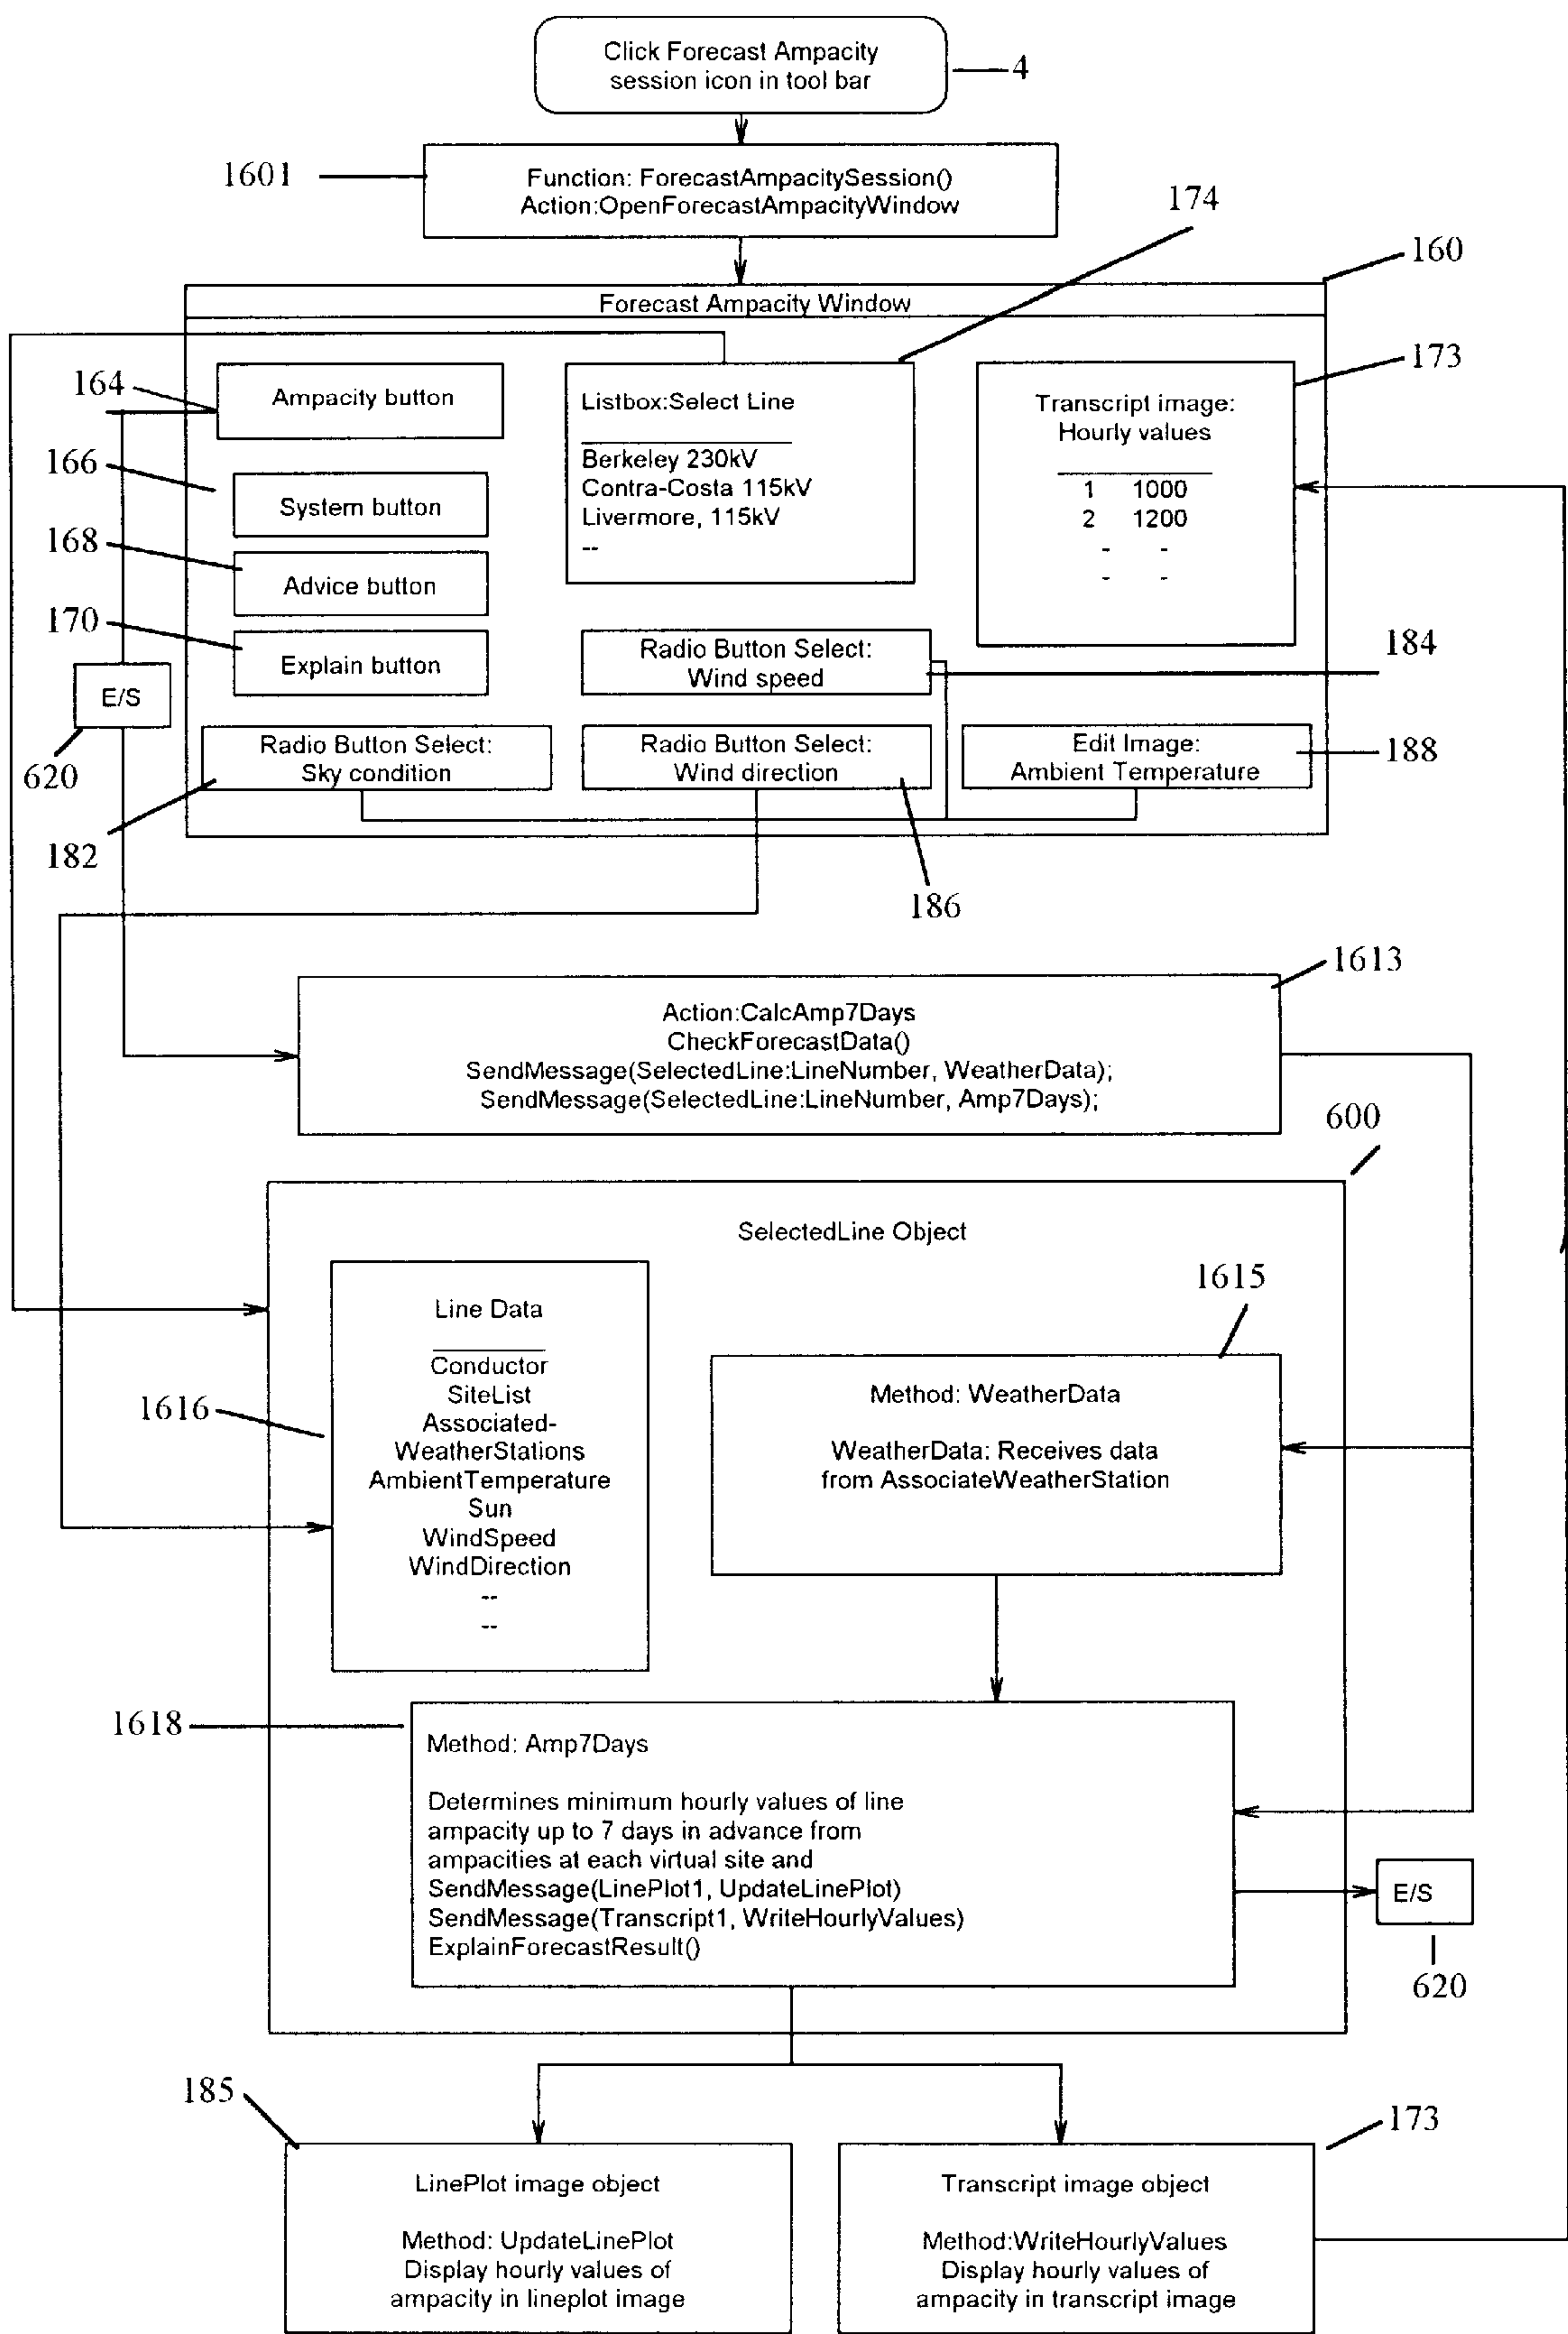 Click Forecast Ampacity
session icon in tool bar
4
1601
Function: ForecastAmpacitySession()
Action:OpenForecastAmpacityWindow
174
160
Forecast Ampacity Window
164
Ampacity button
Listbox:Select Line
Berkeley 230kV
Contra-Costa 115kV
Livermore, 115kV
--
173
Transcript image:
Hourly values
1 1000
2 1200
- -
- -
166
System button
168
Advice button
170
Explain button
Radio Button Select:
Wind speed
184
E/S
620
Radio Button Select:
Sky condition
182
Radio Button Select:
Wind direction
186
Edit Image:
Ambient Temperature
188
1613
Action:CalcAmp7Days
CheckForecastData()
SendMessage(SelectedLine:LineNumber, WeatherData);
SendMessage(SelectedLine:LineNumber, Amp7Days);
600
SelectedLine Object
1616
Line Data
Conductor
SiteList
Associated-
WeatherStations
AmbientTemperature
Sun
WindSpeed
WindDirection
--
--
1615
Method: WeatherData
WeatherData: Receives data
from AssociateWeatherStation
1618
Method: Amp7Days
Determines minimum hourly values of line
ampacity up to 7 days in advance from
ampacities at each virtual site and
SendMessage(LinePlot1, UpdateLinePlot)
SendMessage(Transcript1, WriteHourlyValues)
ExplainForecastResult()
E/S
620
185
LinePlot image object
Method: UpdateLinePlot
Display hourly values of
ampacity in lineplot image
173
Transcript image object
Method:WriteHourlyValues
Display hourly values of
ampacity in transcript image